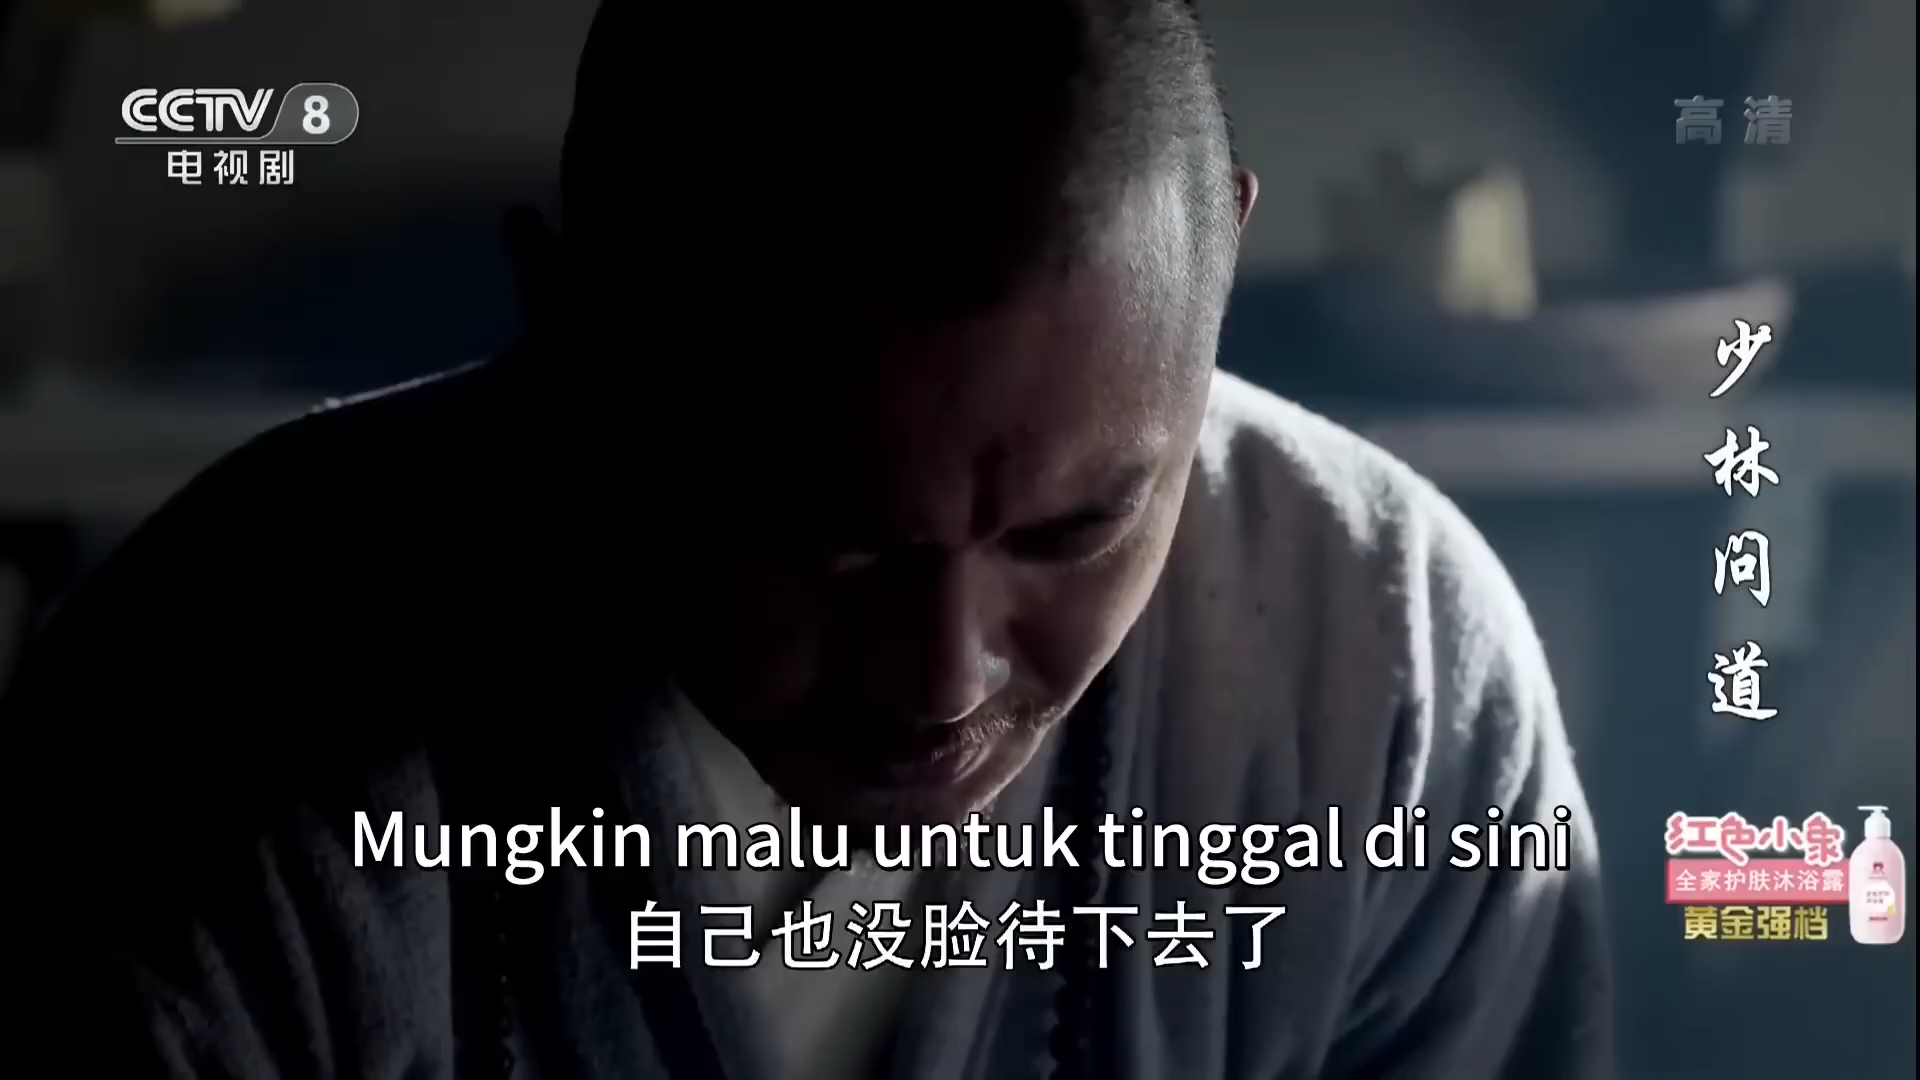 CCTV 8
电视剧
高清
少林问道
Mungkin malu untuk tinggal di sini
自己也没脸待下去了
红色小象
全家护肤沐浴露
黄金强档